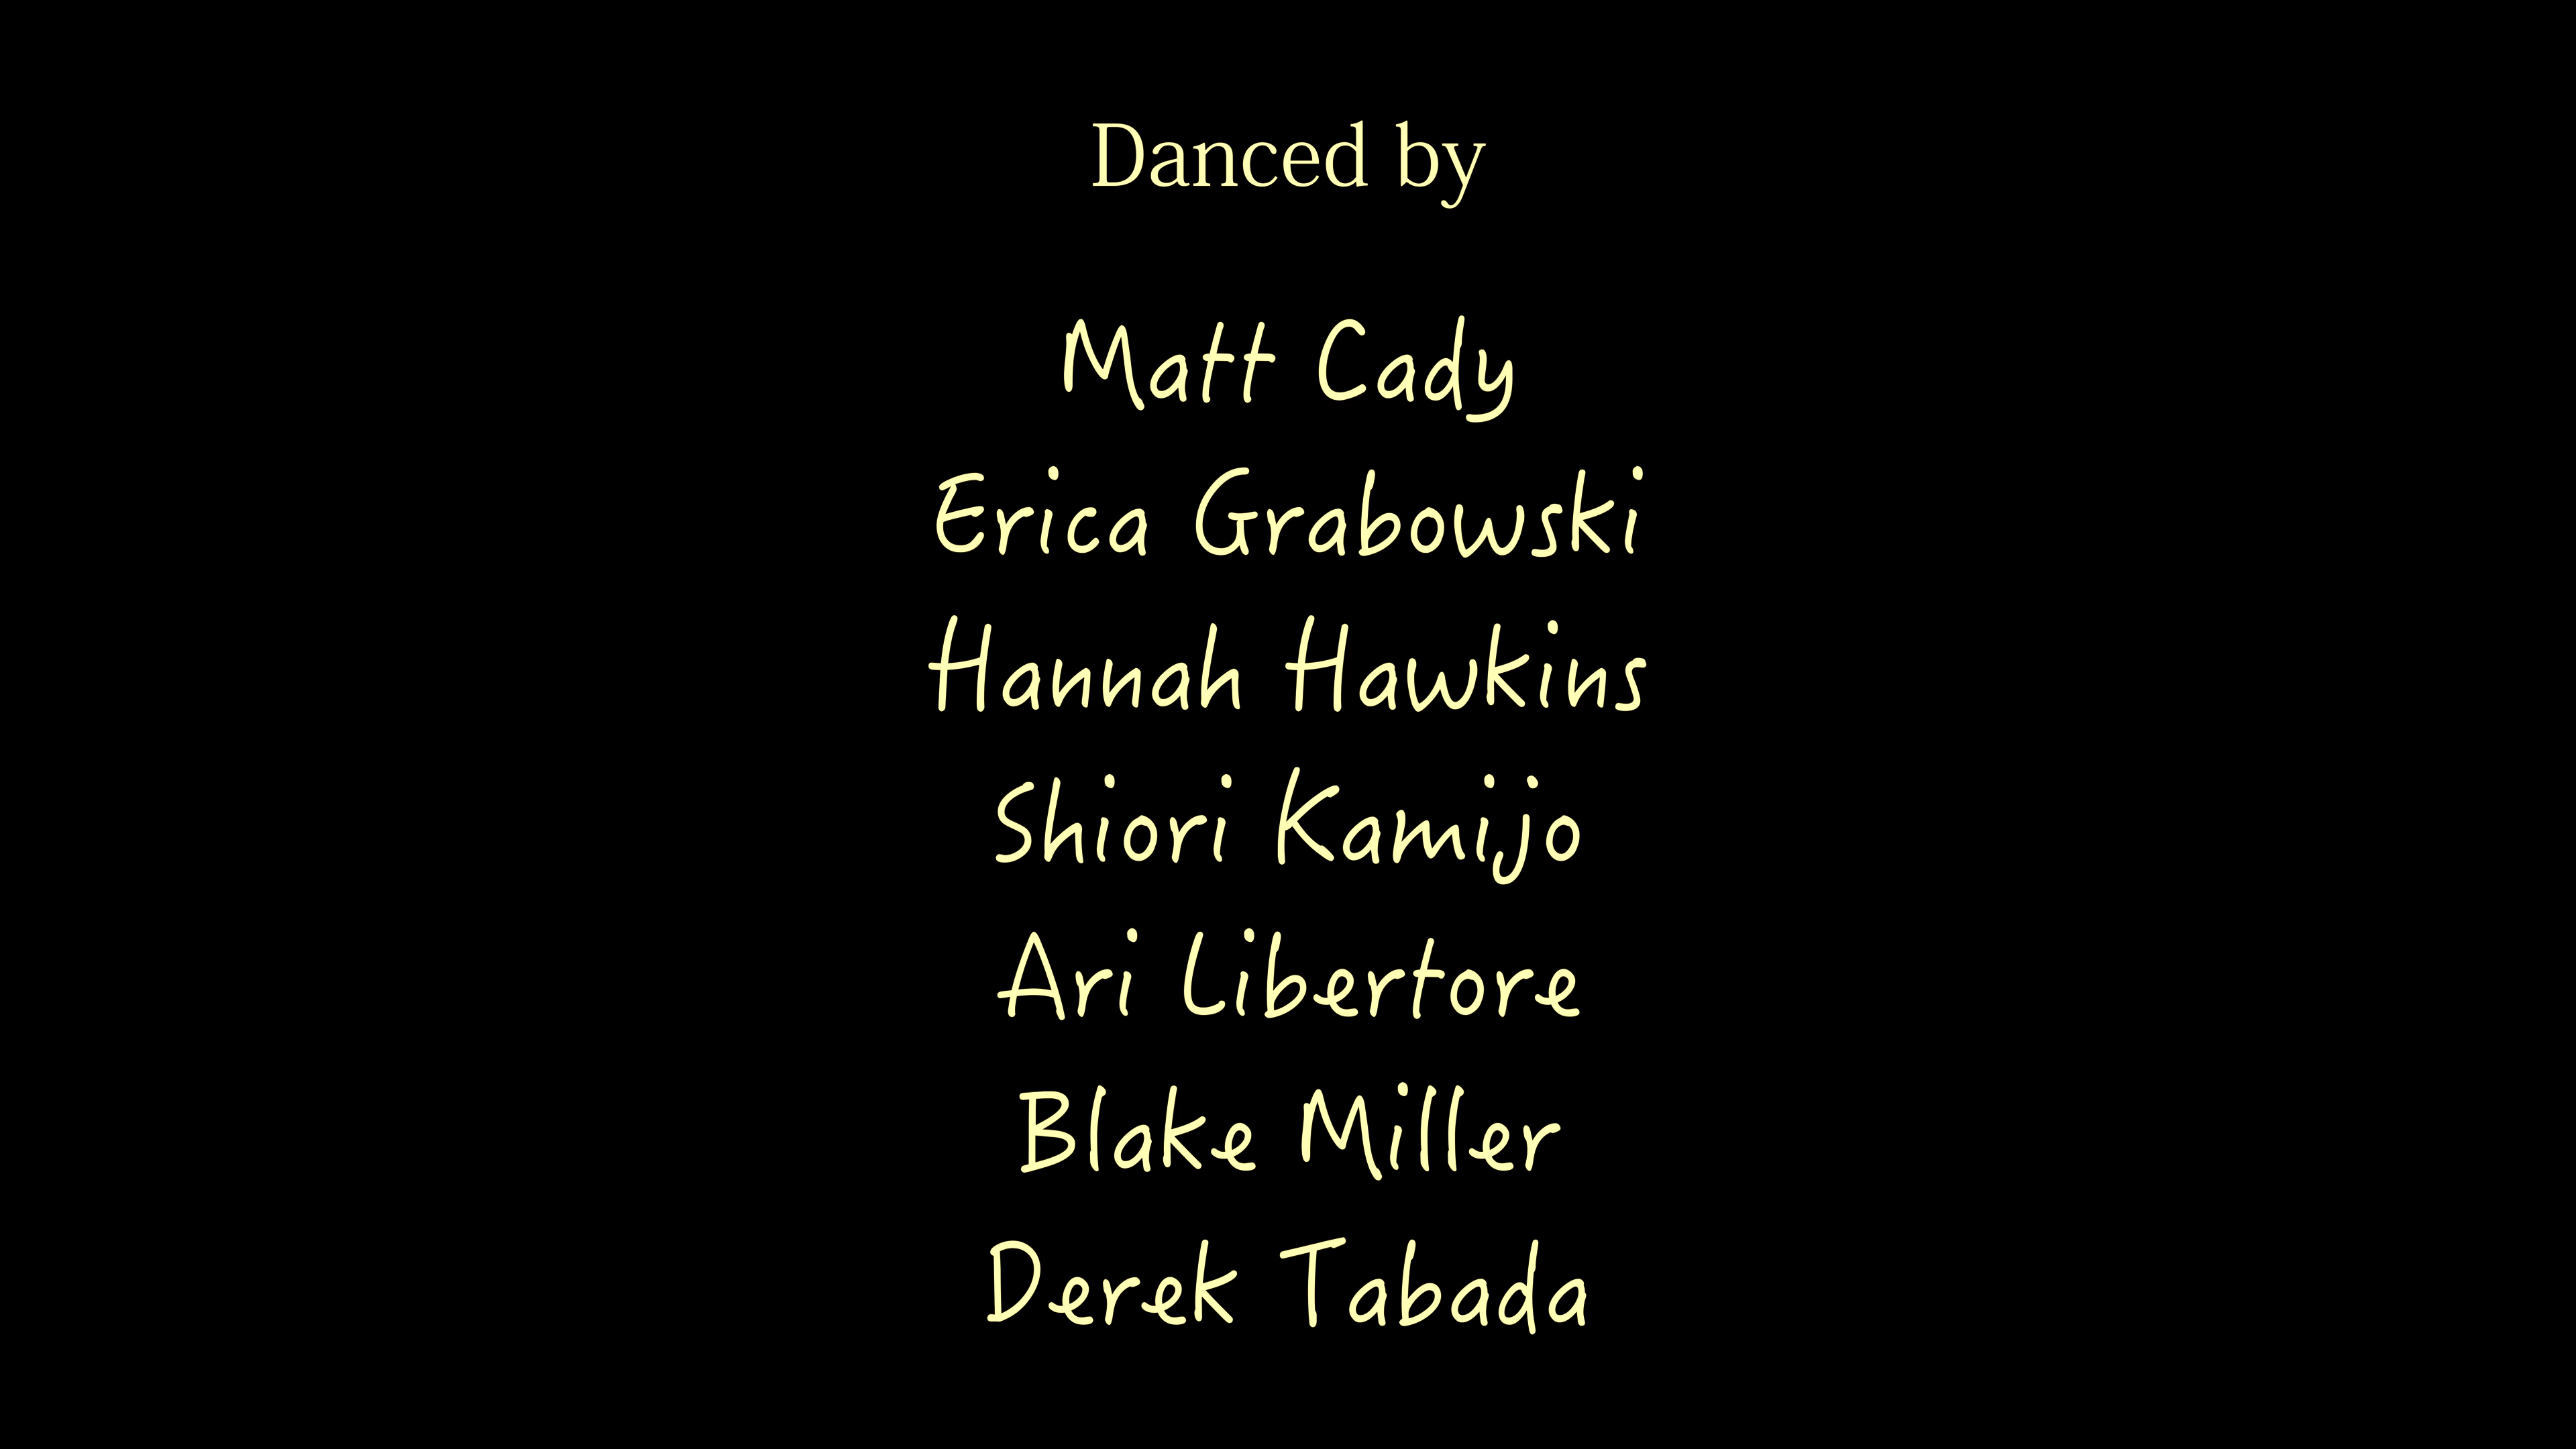 Danced by
Matt Cady
Erica Grabowski
Hannah Hawkins
Shiori Kamijo
Ari Libertore
Blake Miller
Derek Tabada